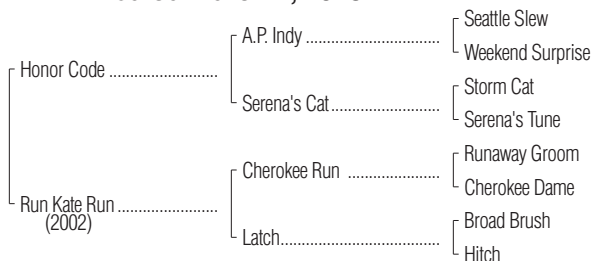 Seattle Slew
A.P. Indy
Weekend Surprise
Honor Code
Storm Cat
Serena's Cat
Serena's Tune
Runaway Groom
Cherokee Run
Cherokee Dame
Run Kate Run
(2002)
Broad Brush
Latch
Hitch